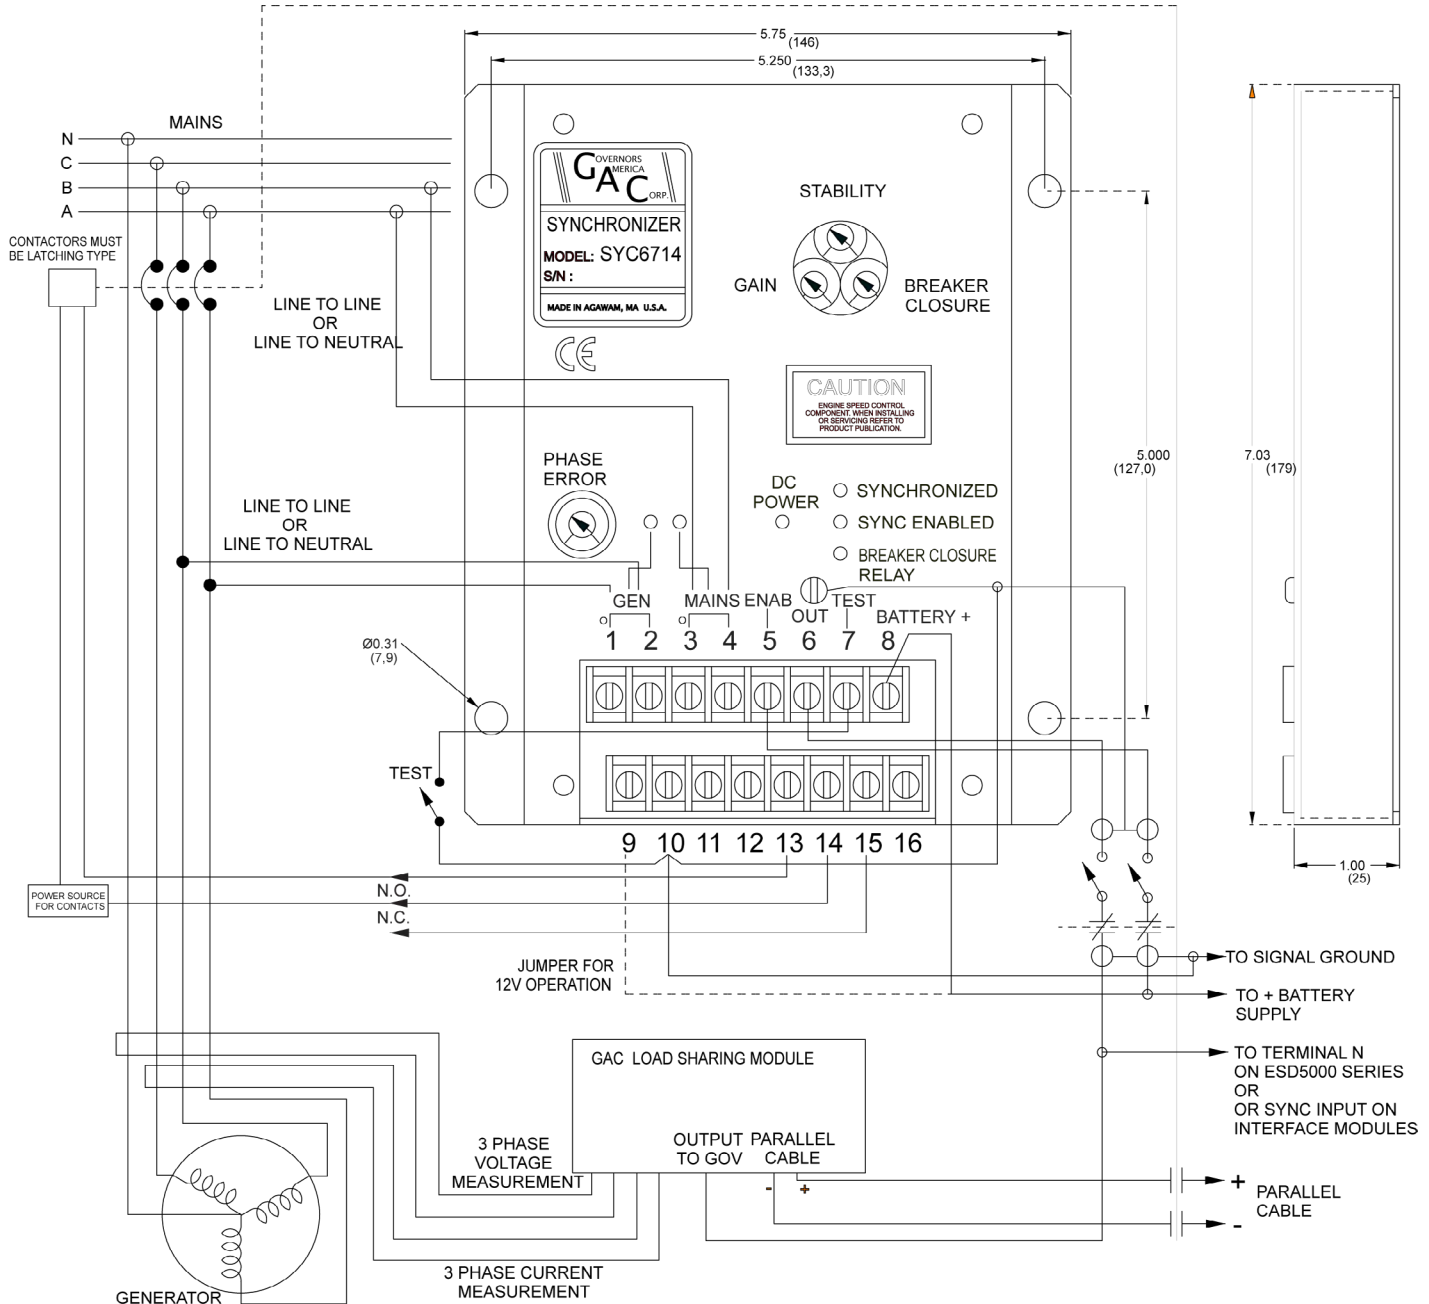 5.75
(146)
5.250
(133,3)
MAINS
N
C
B
A
CONTACTORS MUST
BE LATCHING TYPE
LINE TO LINE
OR
LINE TO NEUTRAL
GOVERNORS
AMERICA
CORP.
SYNCHRONIZER
MODEL: SYC6714
S/N :
MADE IN AGAWAM, MA U.S.A.
CE
STABILITY
GAIN
BREAKER
CLOSURE
CAUTION
ENGINE SPEED CONTROL
COMPONENT. WHEN INSTALLING
OR SERVICING REFER TO
PRODUCT PUBLICATION.
5.000
(127,0)
7.03
(179)
PHASE
ERROR
DC
POWER
SYNCHRONIZED
SYNC ENABLED
BREAKER CLOSURE
RELAY
LINE TO LINE
OR
LINE TO NEUTRAL
GEN
MAINS
ENAB
OUT
TEST
BATTERY +
1 2 3 4 5 6 7 8
Ø0.31
(7,9)
TEST
9 10 11 12 13 14 15 16
1.00
(25)
POWER SOURCE
FOR CONTACTS
N.O.
N.C.
JUMPER FOR
12V OPERATION
TO SIGNAL GROUND
TO + BATTERY
SUPPLY
TO TERMINAL N
ON ESD5000 SERIES
OR
OR SYNC INPUT ON
INTERFACE MODULES
GAC LOAD SHARING MODULE
OUTPUT
TO GOV
PARALLEL
CABLE
- +
3 PHASE
VOLTAGE
MEASUREMENT
+
PARALLEL
CABLE
-
3 PHASE CURRENT
MEASUREMENT
GENERATOR